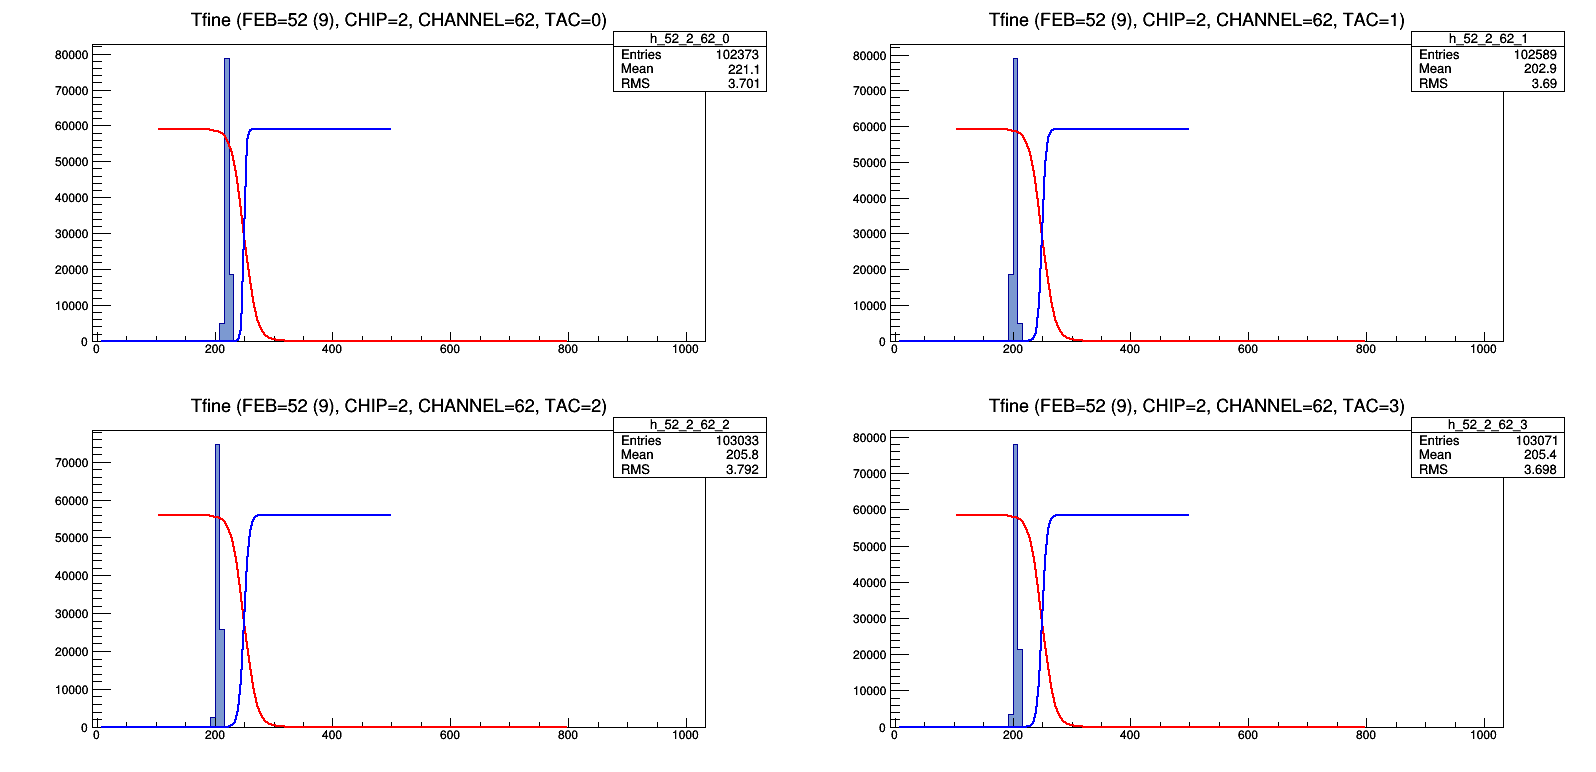 Tfine (FEB=52 (9), CHIP=2, CHANNEL=62, TAC=0)
h_52_2_62_0
Entries 102373
Mean 221.1
RMS 3.701
80000
70000
60000
50000
40000
30000
20000
10000
0
0 200 400 600 800 1000
Tfine (FEB=52 (9), CHIP=2, CHANNEL=62, TAC=1)
h_52_2_62_1
Entries 102589
Mean 202.9
RMS 3.69
80000
70000
60000
50000
40000
30000
20000
10000
0
0 200 400 600 800 1000
Tfine (FEB=52 (9), CHIP=2, CHANNEL=62, TAC=2)
h_52_2_62_2
Entries 103033
Mean 205.8
RMS 3.792
70000
60000
50000
40000
30000
20000
10000
0
0 200 400 600 800 1000
Tfine (FEB=52 (9), CHIP=2, CHANNEL=62, TAC=3)
h_52_2_62_3
Entries 103071
Mean 205.4
RMS 3.698
80000
70000
60000
50000
40000
30000
20000
10000
0
0 200 400 600 800 1000